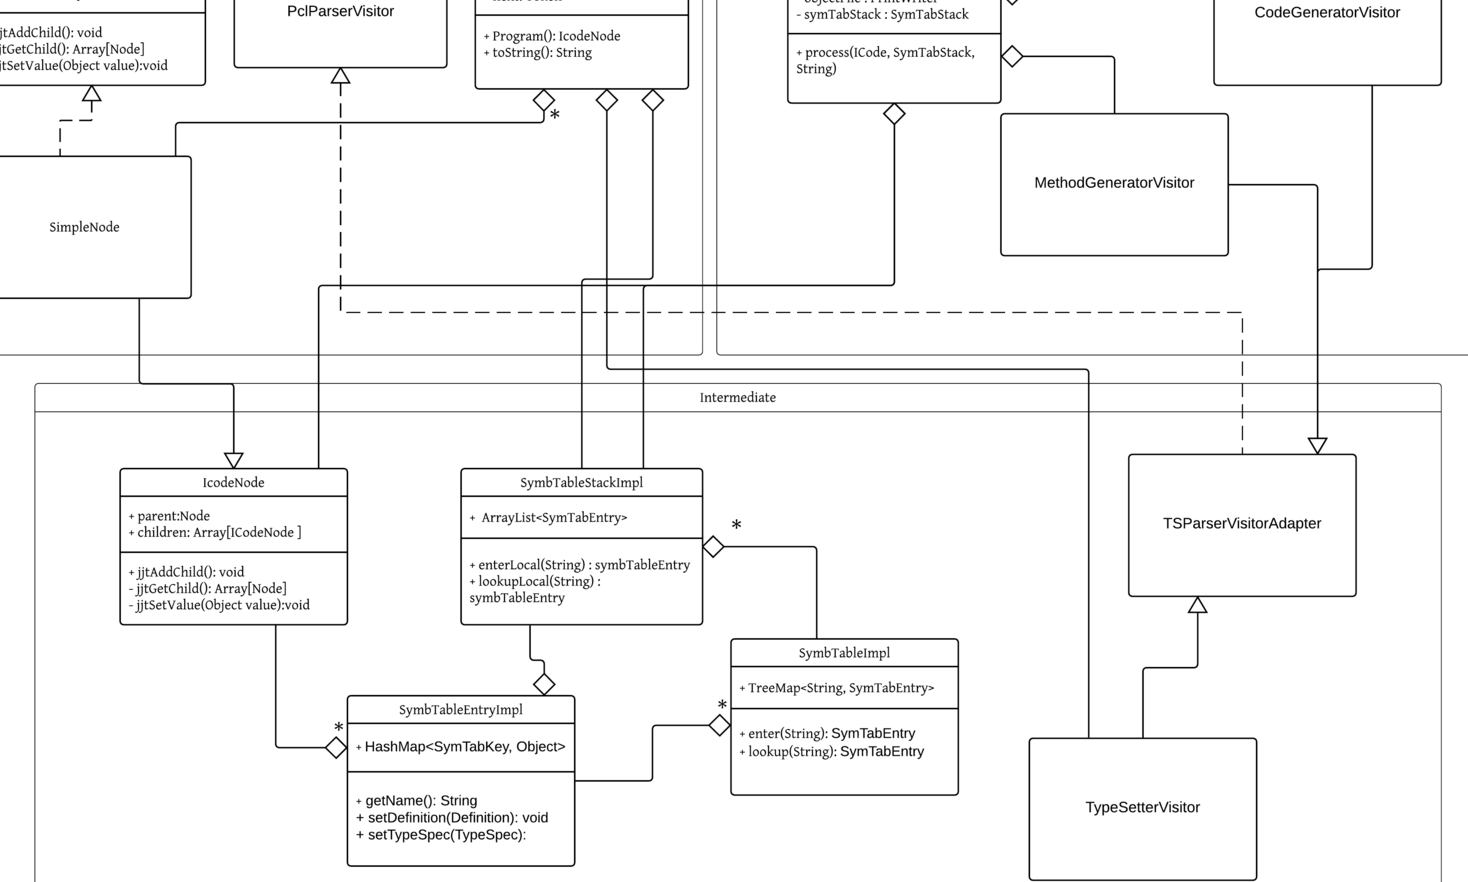 jtAddChild(): void
jtGetChild(): Array[Node]
jtSetValue(Object value):void
PclParserVisitor
+ Program(): IcodeNode
+ toString(): String
- symTabStack : SymTabStack
+ process(ICode, SymTabStack,
String)
CodeGeneratorVisitor
*
SimpleNode
MethodGeneratorVisitor
Intermediate
IcodeNode
+ parent:Node
+ children: Array[ICodeNode ]
+ jjtAddChild(): void
- jjtGetChild(): Array[Node]
- jjtSetValue(Object value):void
SymbTableStackImpl
+ ArrayList<SymTabEntry>
+ enterLocal(String) : symbTableEntry
+ lookupLocal(String) :
symbTableEntry
*
TSParserVisitorAdapter
SymbTableImpl
+ TreeMap<String, SymTabEntry>
+ enter(String): SymTabEntry
+ lookup(String): SymTabEntry
*
*
SymbTableEntryImpl
+ HashMap<SymTabKey, Object>
+ getName(): String
+ setDefinition(Definition): void
+ setTypeSpec(TypeSpec):
TypeSetterVisitor